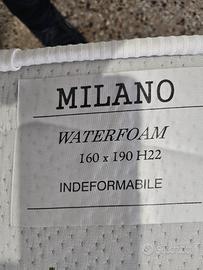 MILANO
WATERFOAM
160 x 190 H22
INDEFORMABILE